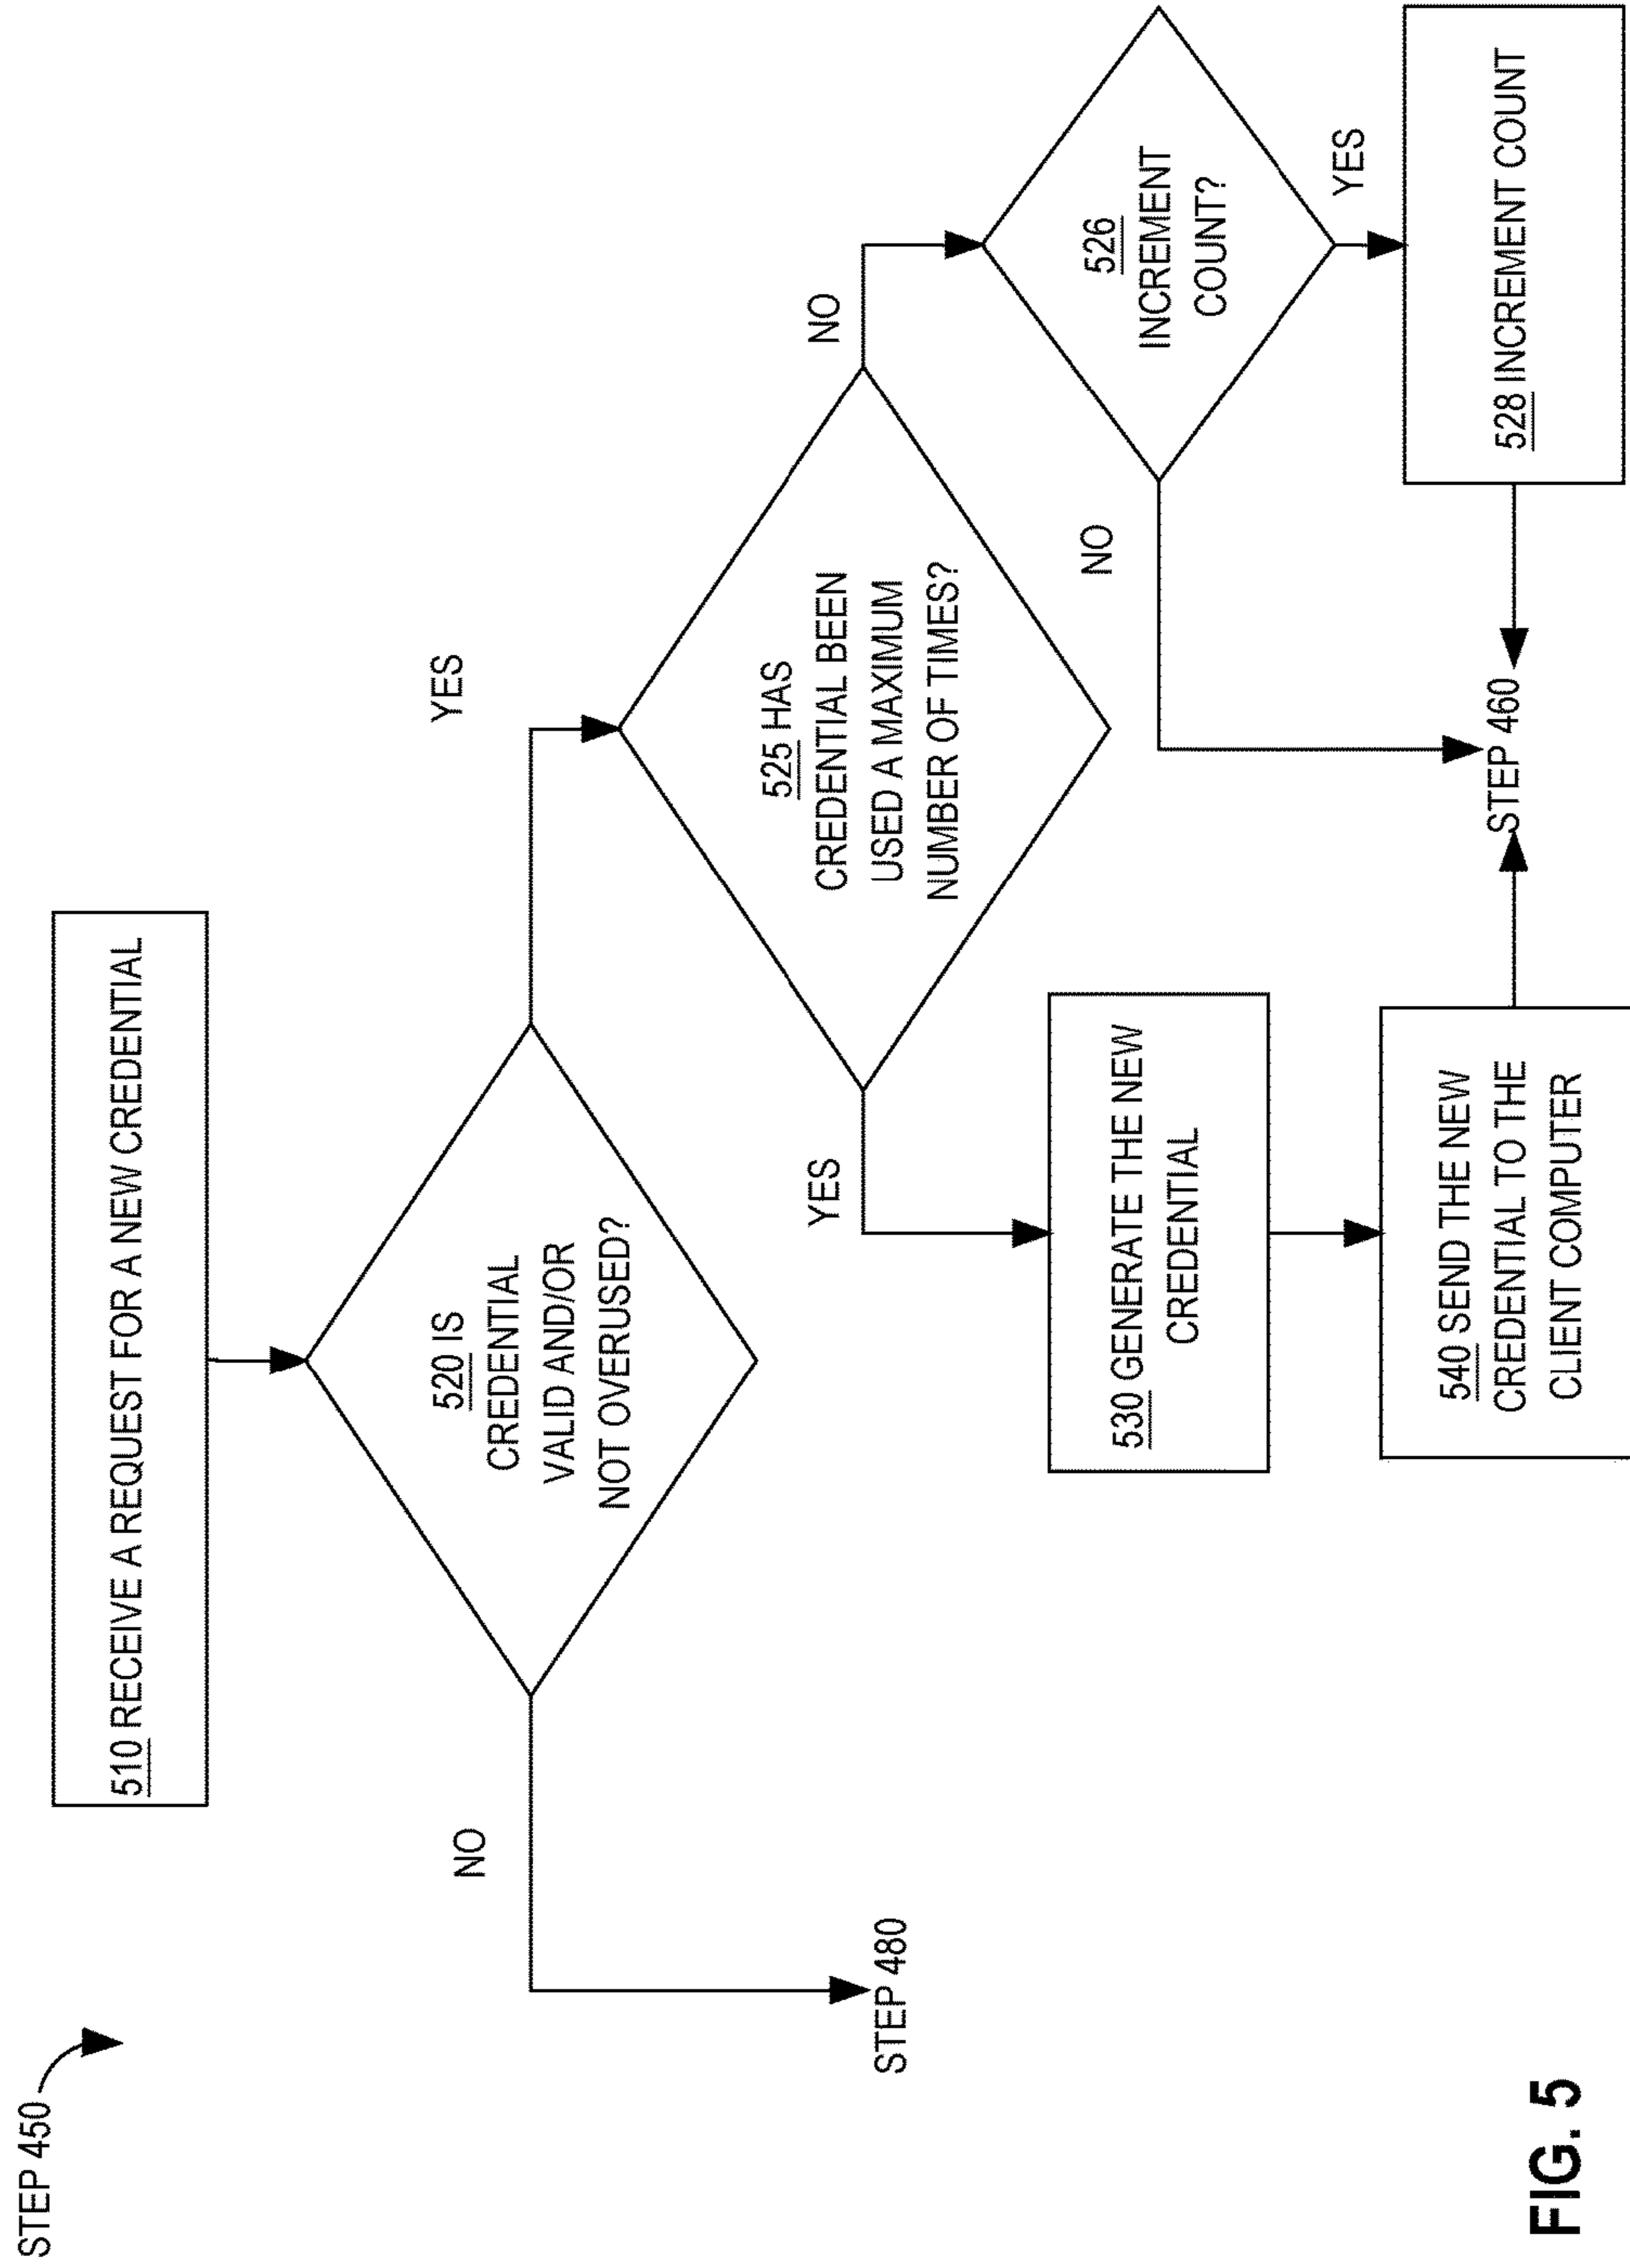 STEP 450
510 RECEIVE A REQUEST FOR A NEW CREDENTIAL
520 IS
CREDENTIAL
VALID AND/OR
NOT OVERUSED?
NO
YES
STEP 480
525 HAS
CREDENTIAL BEEN
USED A MAXIMUM
NUMBER OF TIMES?
YES
NO
530 GENERATE THE NEW
CREDENTIAL
526
INCREMENT
COUNT?
NO
YES
540 SEND THE NEW
CREDENTIAL TO THE
CLIENT COMPUTER
STEP 460
528 INCREMENT COUNT
FIG. 5